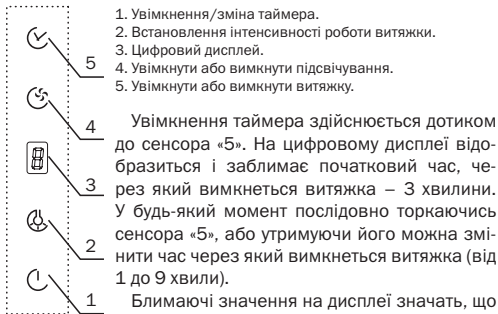 1. Увімкнення/зміна таймера.
2. Встановлення інтенсивності роботи витяжки.
3. Цифровий дисплей.
4. Увімкнути або вимкнути підсвічування.
5. Увімкнути або вимкнути витяжку.
Увімкнення таймера здійснюється дотиком
до сенсора «5». На цифровому дисплеї відо-
бразиться і заблимає початковий час, че-
рез який вимкнеться витяжка – 3 хвилини.
У будь-який момент послідовно торкаючись
сенсора «5», або утримуючи його можна змі-
нити час через який вимкнеться витяжка (від
1 до 9 хвили).
Блимаючі значення на дисплеї значать, що
5
4
8
3
2
1